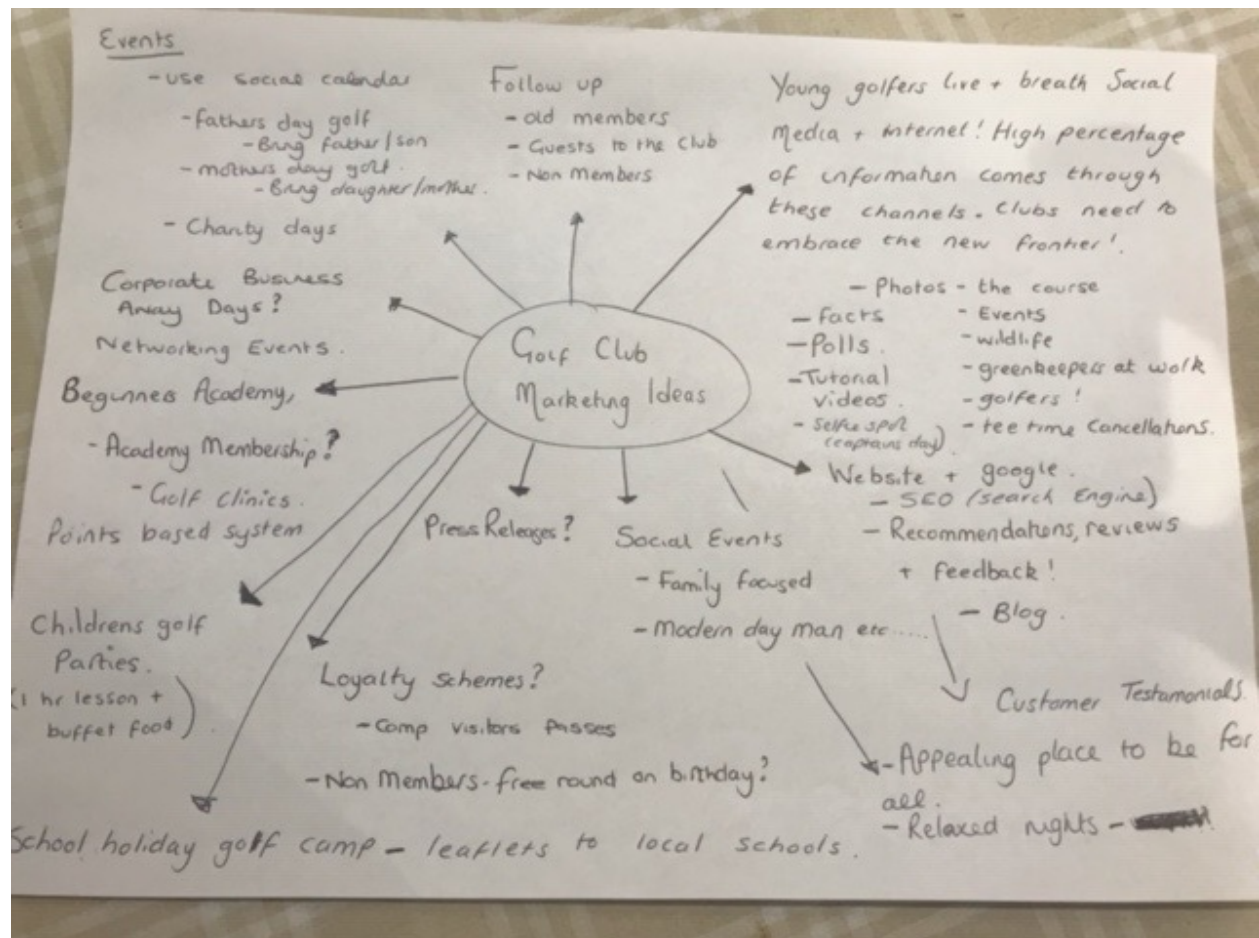 Events
- use social calendar
- Fathers day golf
- Bring father/son
- mothers day golf.
- Bring daughter/mother.
- Charity days
Follow up
- old members
- Guests to the Club
- Non Members
Young golfers live + breath Social
Media + internet! High percentage
of information comes through
these channels. Clubs need to
embrace the new frontier!
- Photos - the course
- Events
- wildlife
- greenkeepers at work
- golfers!
- tee time Cancellations.
- Facts
- Polls.
- Tutorial
videos.
- Selfie spot
(captains day)
Corporate Business
Away Days?
Networking Events.
Golf Club
Marketing Ideas
Beginners Academy,
- Academy Membership?
- Golf Clinics.
Points based system
Press Releases?
Social Events
- Family focused
- Modern day man etc.....
Website + google.
- SEO (search Engine)
- Recommendations, reviews
+ feedback!
- Blog.
Customer Testamonials.
- Appealing place to be for
all.
- Relaxed nights -
Childrens golf
Parties.
(1 hr lesson +
buffet food).
Loyalty schemes?
- Comp visitors passes
- Non Members - free round on birthday?
School holiday golf camp - leaflets to local schools.